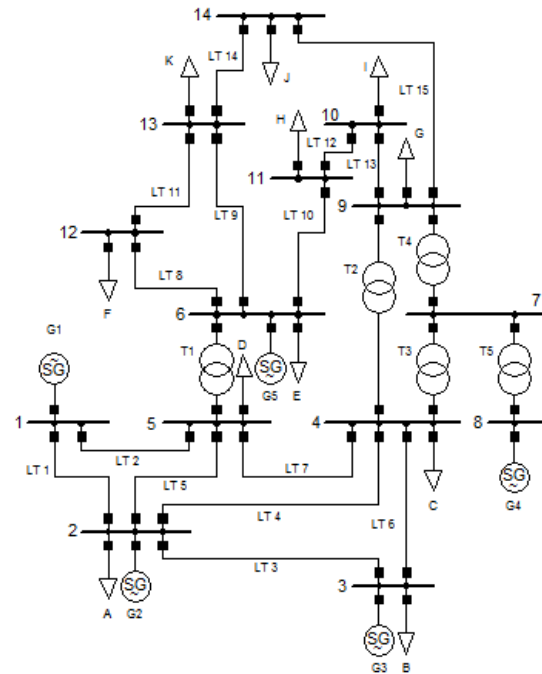 14
K
LT 14
J
I
LT 15
13
H
10
G
LT 12
LT 13
11
LT 11
LT 9
LT 10
9
12
T4
LT 8
T2
F
6
7
G1
T1
D
SG
G5
E
T3
T5
SG
1
5
4
8
LT 2
LT 1
LT 5
LT 7
C
SG
G4
LT 4
LT 6
2
LT 3
SG
A
G2
3
SG
G3
B